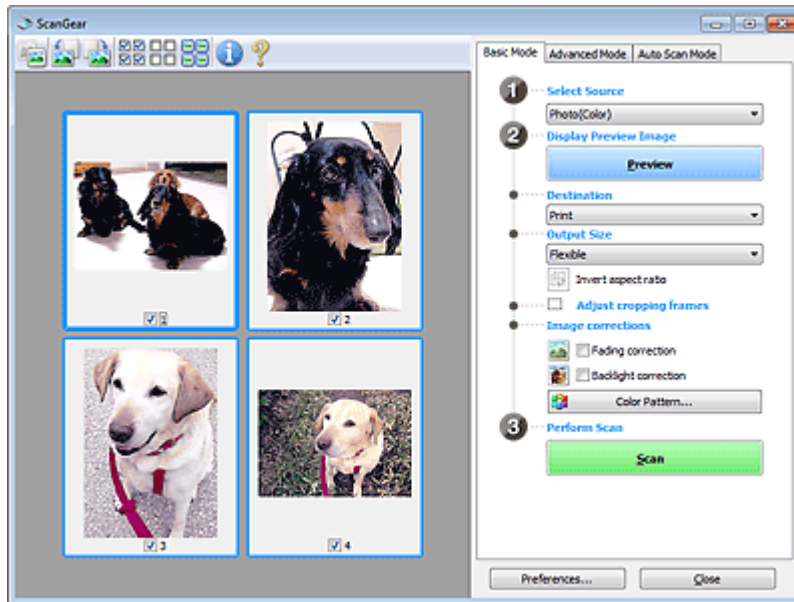 ScanGear
Basic Mode
Advanced Mode
Auto Scan Mode
1
Select Source
Photo(Color)
2
Display Preview Image
Preview
Destination
Print
Output Size
Flexible
Invert aspect ratio
Adjust cropping frames
Image corrections
Fading correction
Backlight correction
Color Pattern...
3
Perform Scan
Scan
Preferences...
Close
1
2
3
4